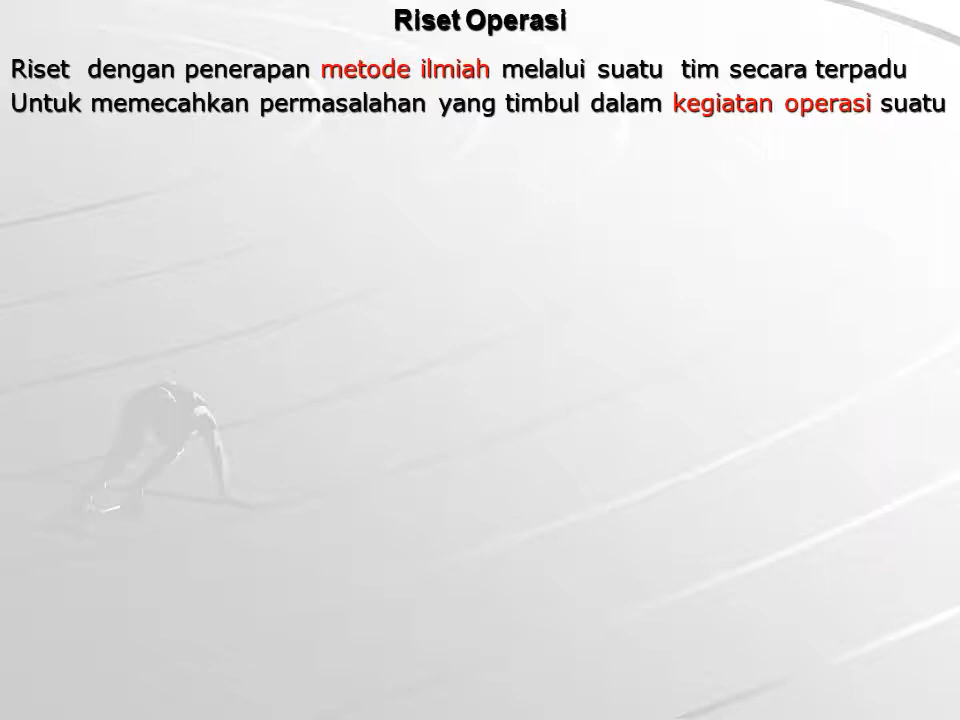 Riset Operasi
Riset dengan penerapan metode ilmiah melalui suatu tim secara terpadu
Untuk memecahkan permasalahan yang timbul dalam kegiatan operasi suatu